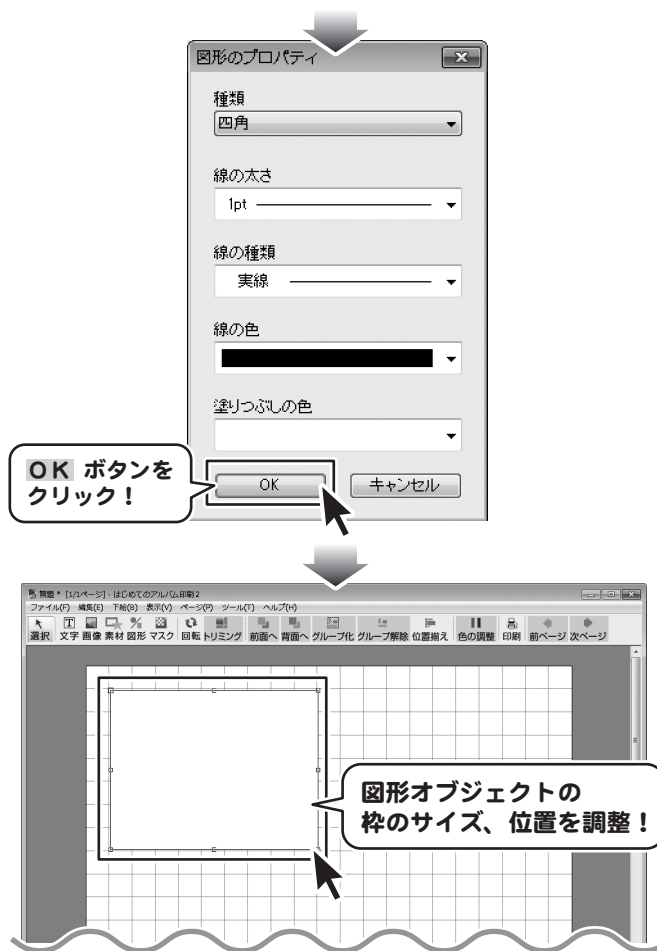 図形のプロパティ
種類
四角
線の太さ
1pt
線の種類
実線
線の色
塗りつぶしの色
OK ボタンを
クリック！
OK
キャンセル
無題 * [1/1ページ] - はじめてのアルバム印刷2
ファイル(F) 編集(E) 下絵(B) 表示(V) ページ(P) ツール(T) ヘルプ(H)
選択 文字 画像 素材 図形 マスク 回転 トリミング 前面へ 背面へ グループ化 グループ解除 位置揃え 色の調整 印刷 前ページ 次ページ
図形オブジェクトの
枠のサイズ、位置を調整！